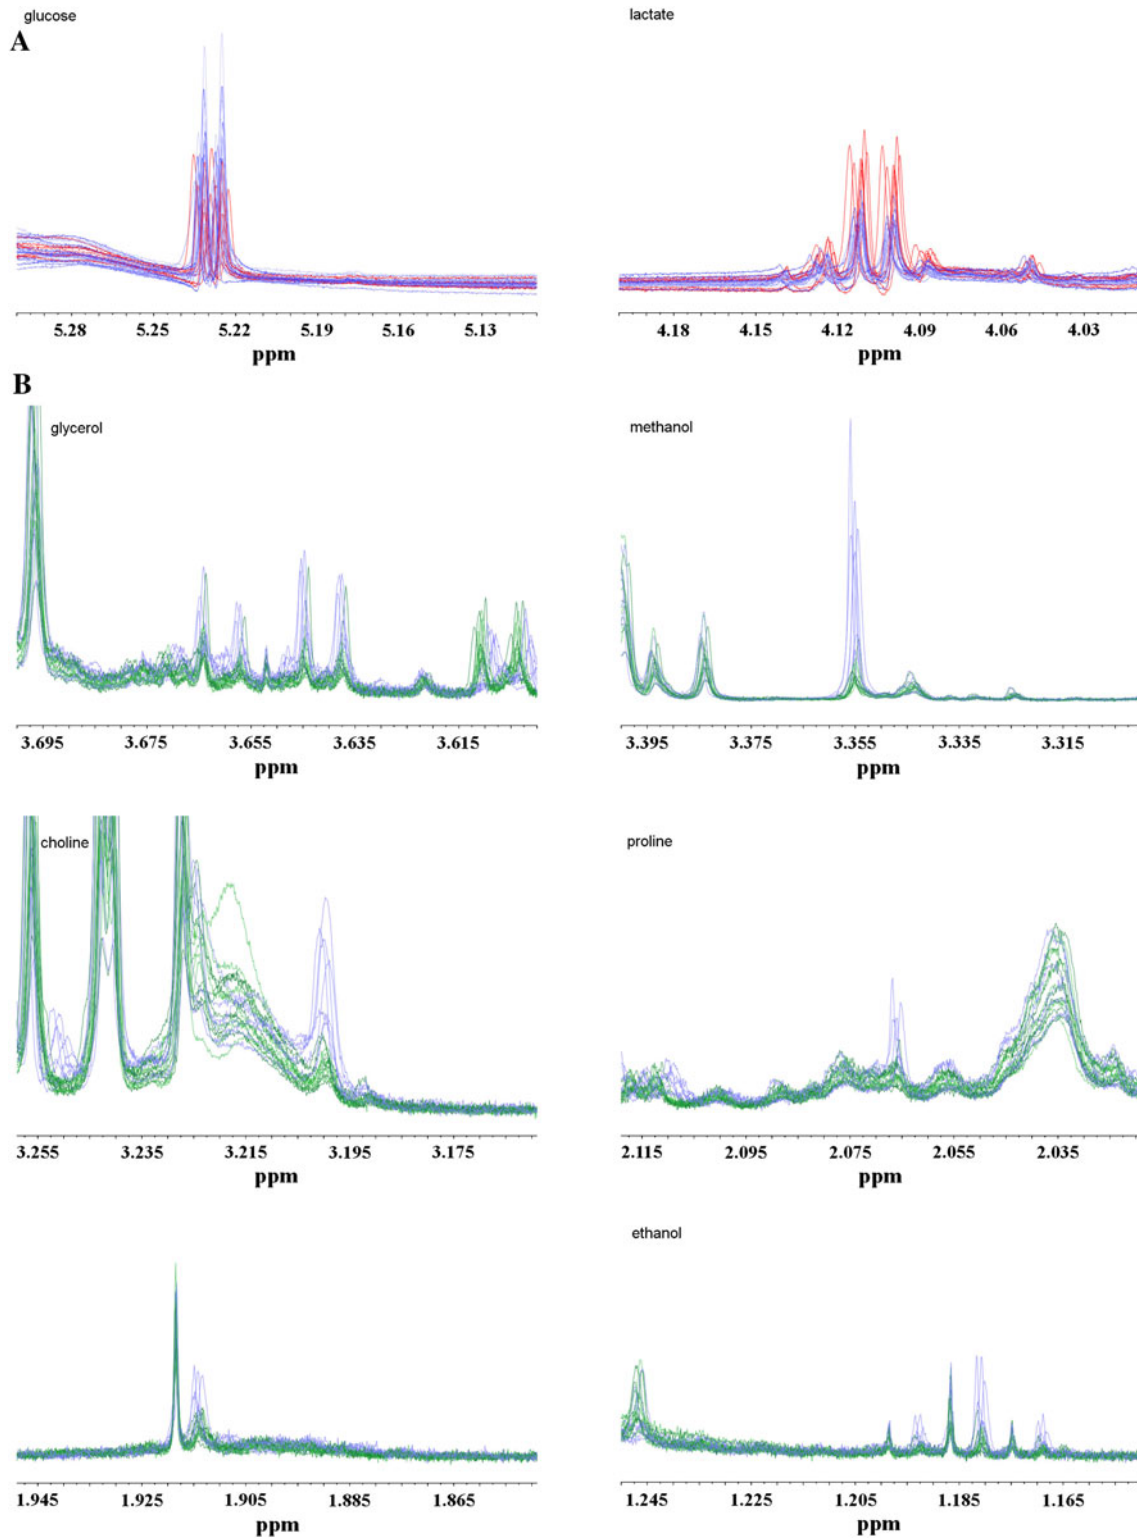 glucose
lactate
A
5.28 5.25 5.22 5.19 5.16 5.13
4.18 4.15 4.12 4.09 4.06 4.03
ppm
ppm
B
glycerol
methanol
3.695 3.675 3.655 3.635 3.615
3.395 3.375 3.355 3.335 3.315
ppm
ppm
choline
proline
3.255 3.235 3.215 3.195 3.175
2.115 2.095 2.075 2.055 2.035
ppm
ppm
ethanol
1.945 1.925 1.905 1.885 1.865
1.245 1.225 1.205 1.185 1.165
ppm
ppm